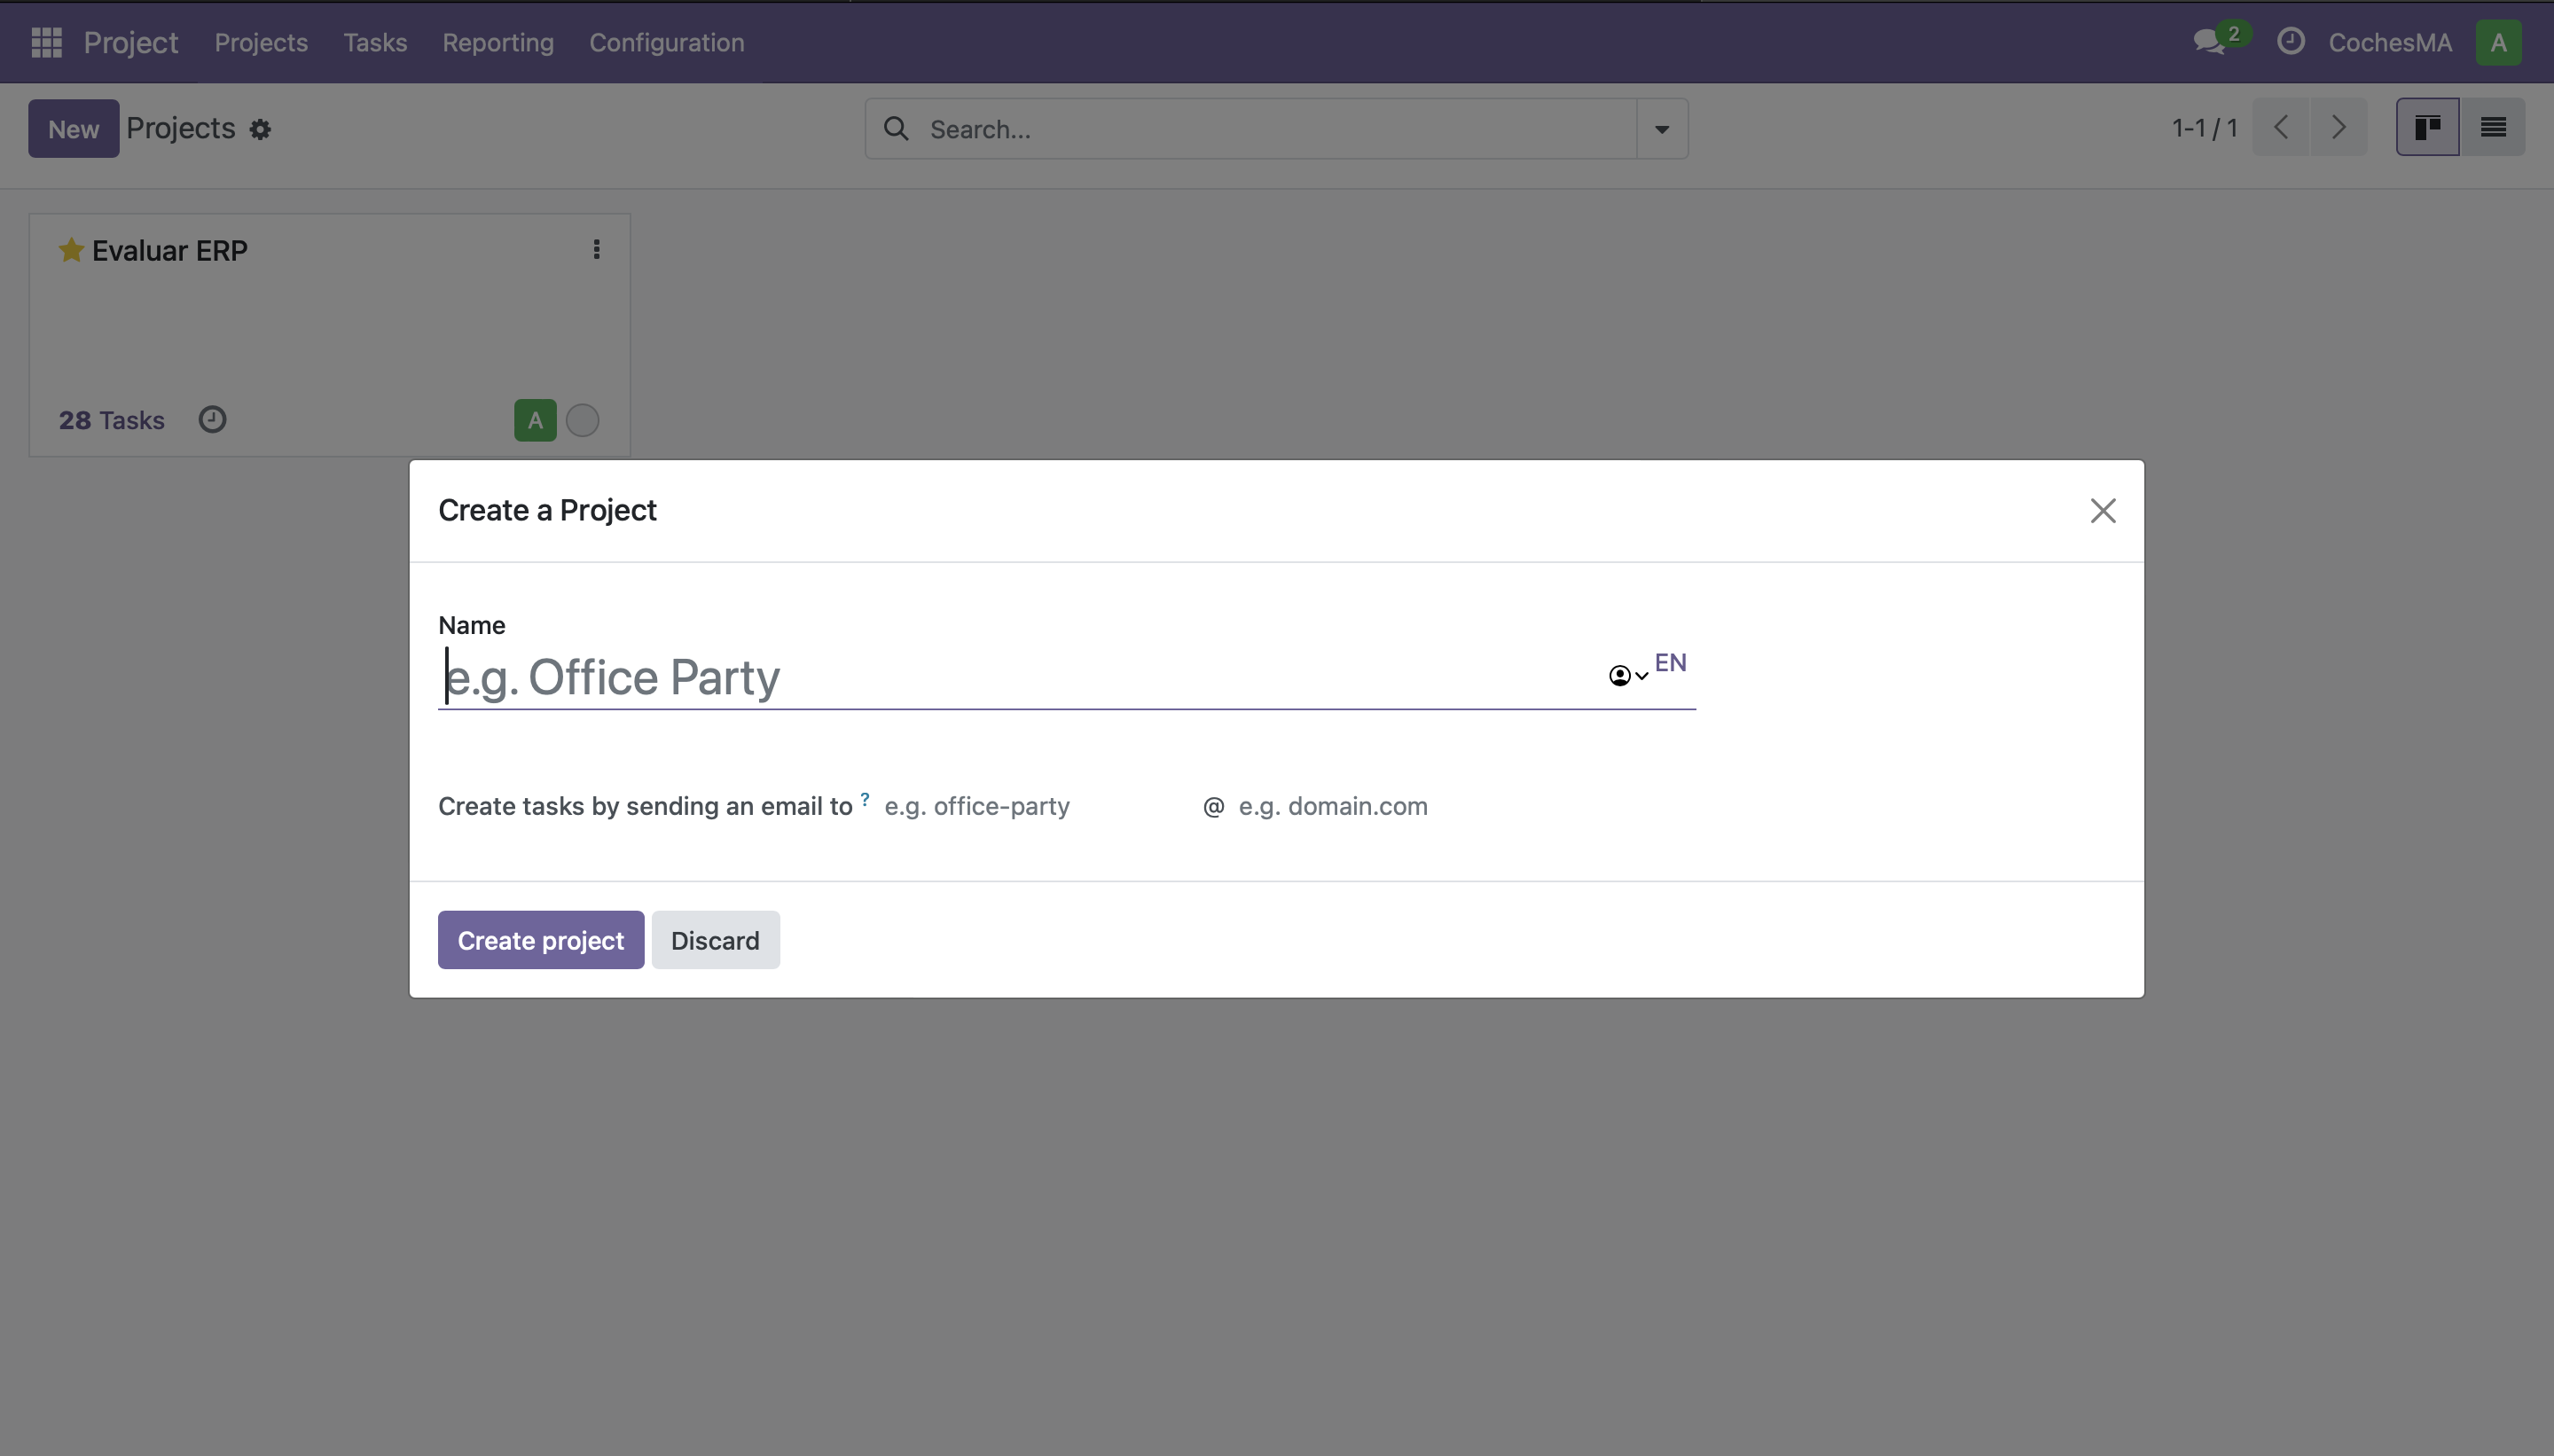 Project Projects Tasks Reporting Configuration 2 CochesMA A
New Projects Search... 1-1 / 1
Evaluar ERP
28 Tasks A
Create a Project
Name
e.g. Office Party EN
Create tasks by sending an email to ? e.g. office-party @ e.g. domain.com
Create project Discard